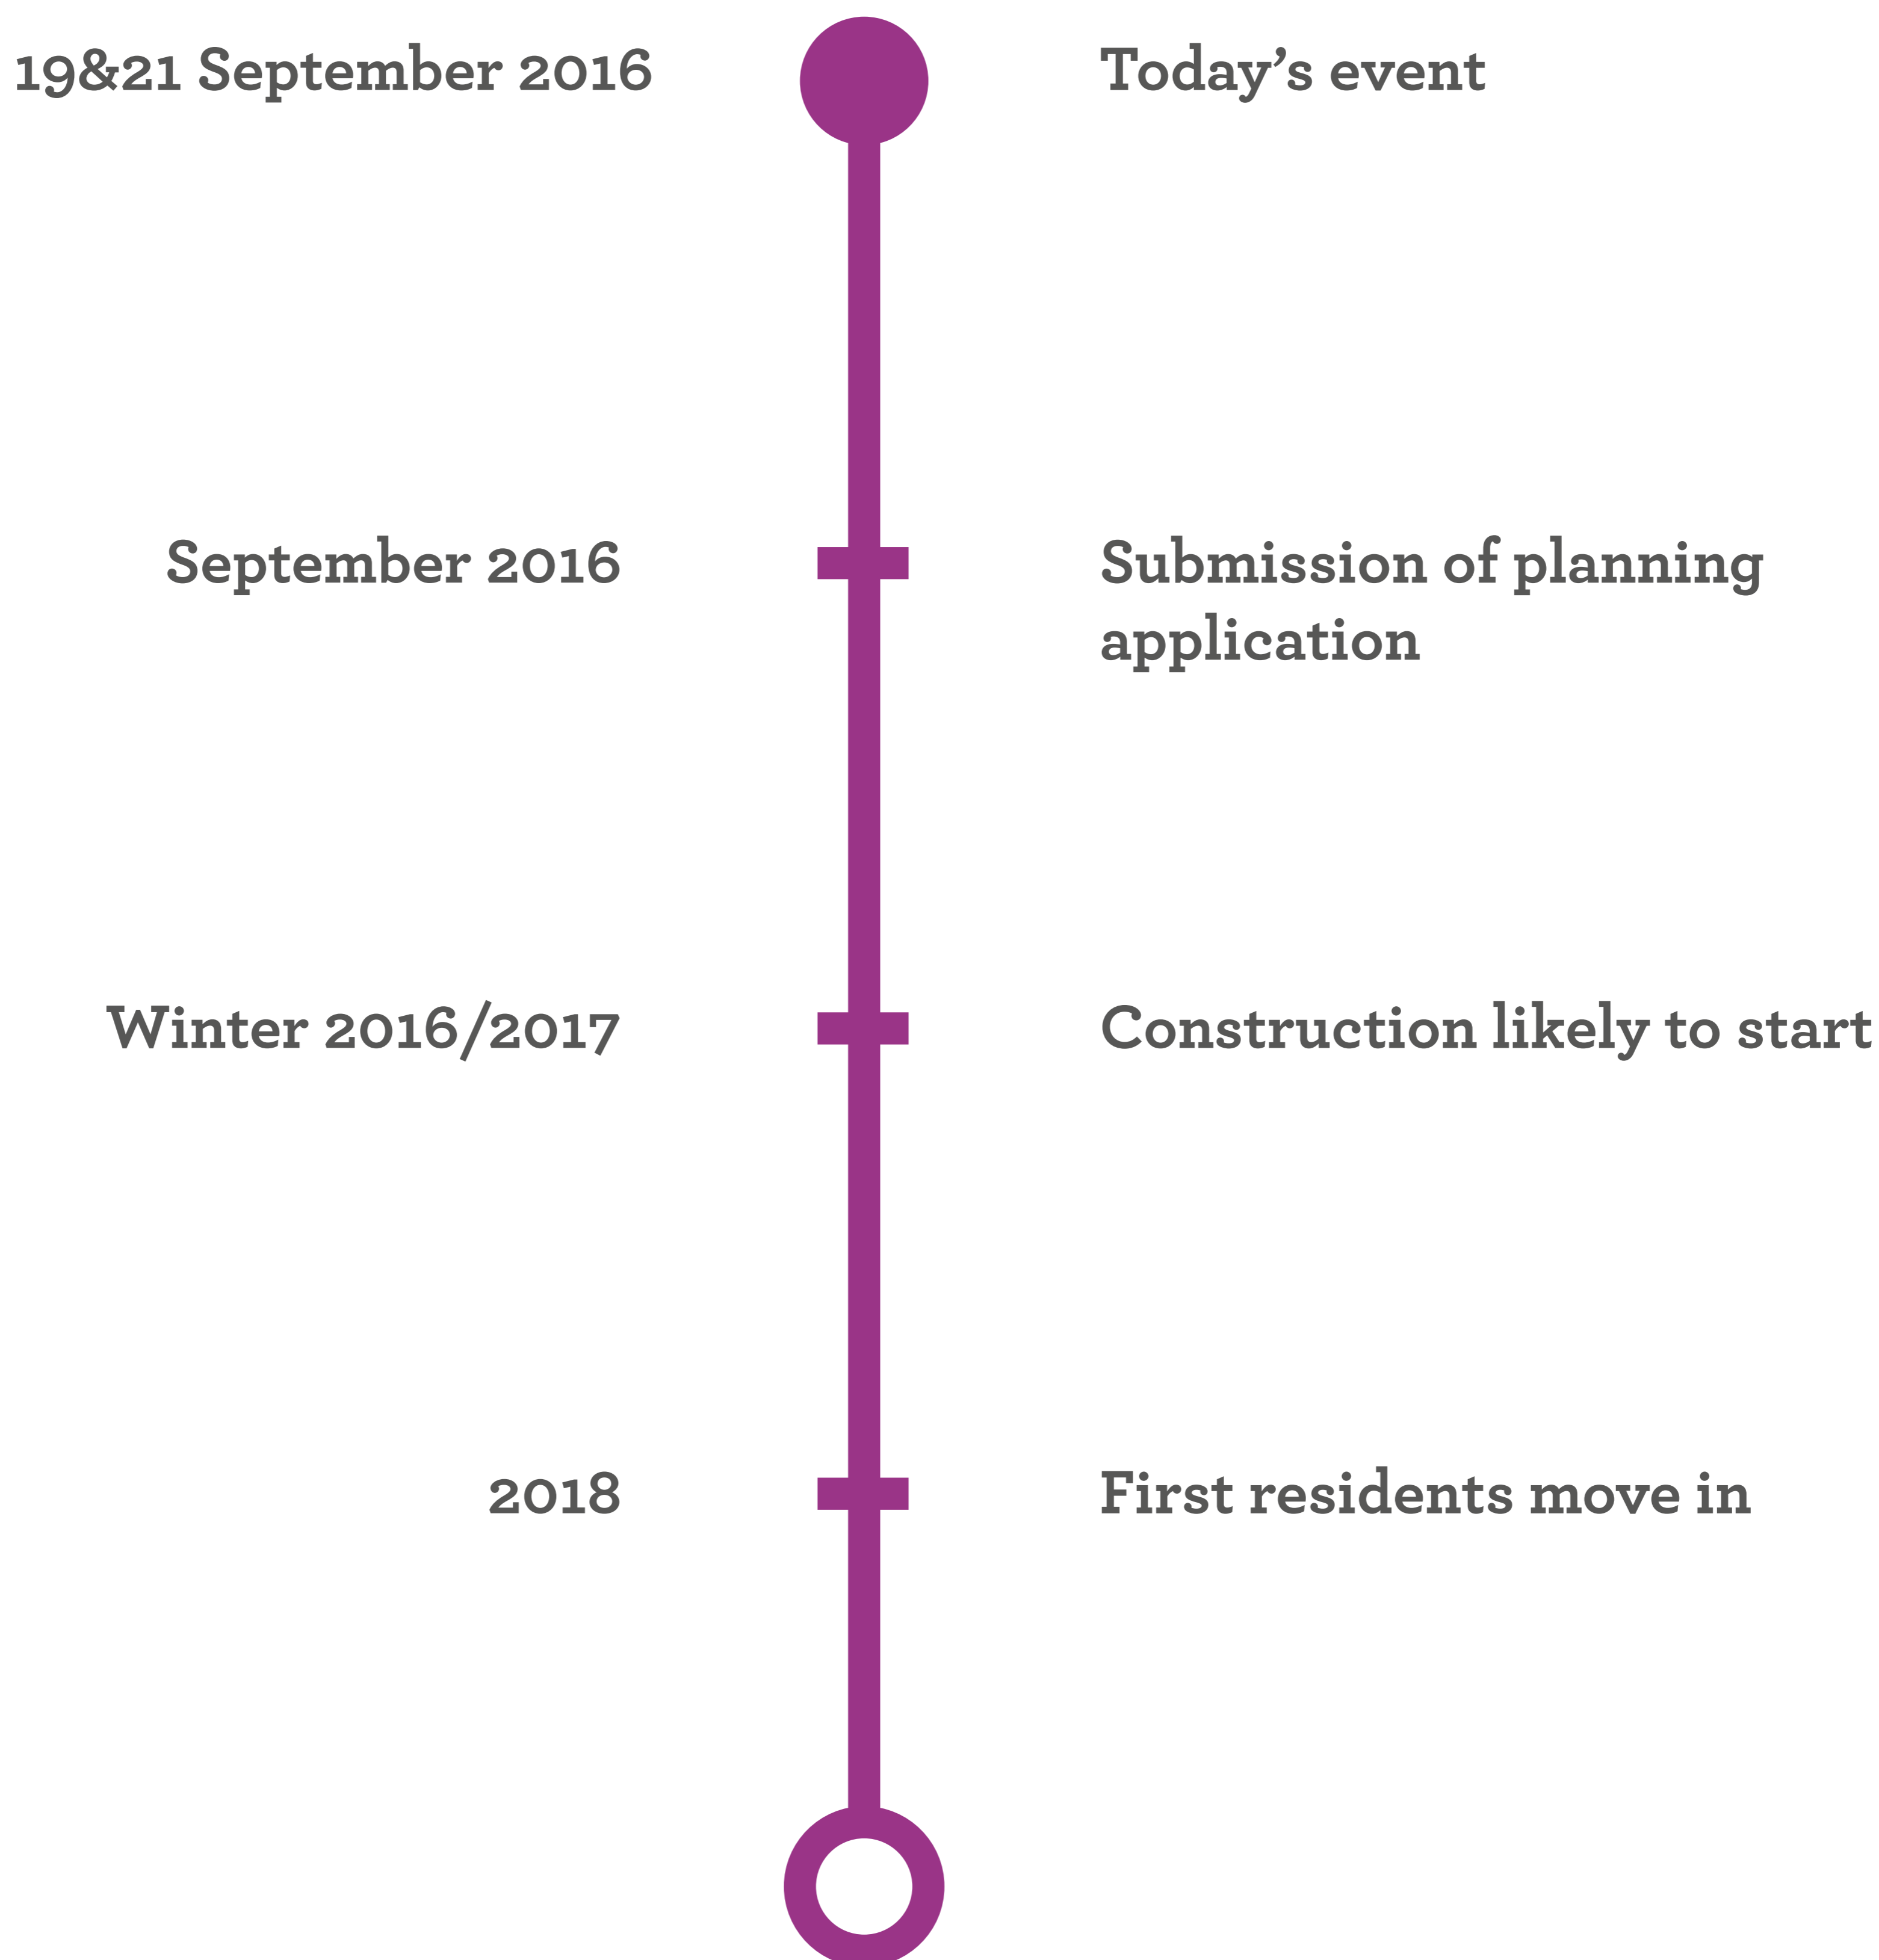 19&21 September 2016
Today’s event
September 2016
Submission of planning
application
Winter 2016/2017
Construction likely to start
2018
First residents move in